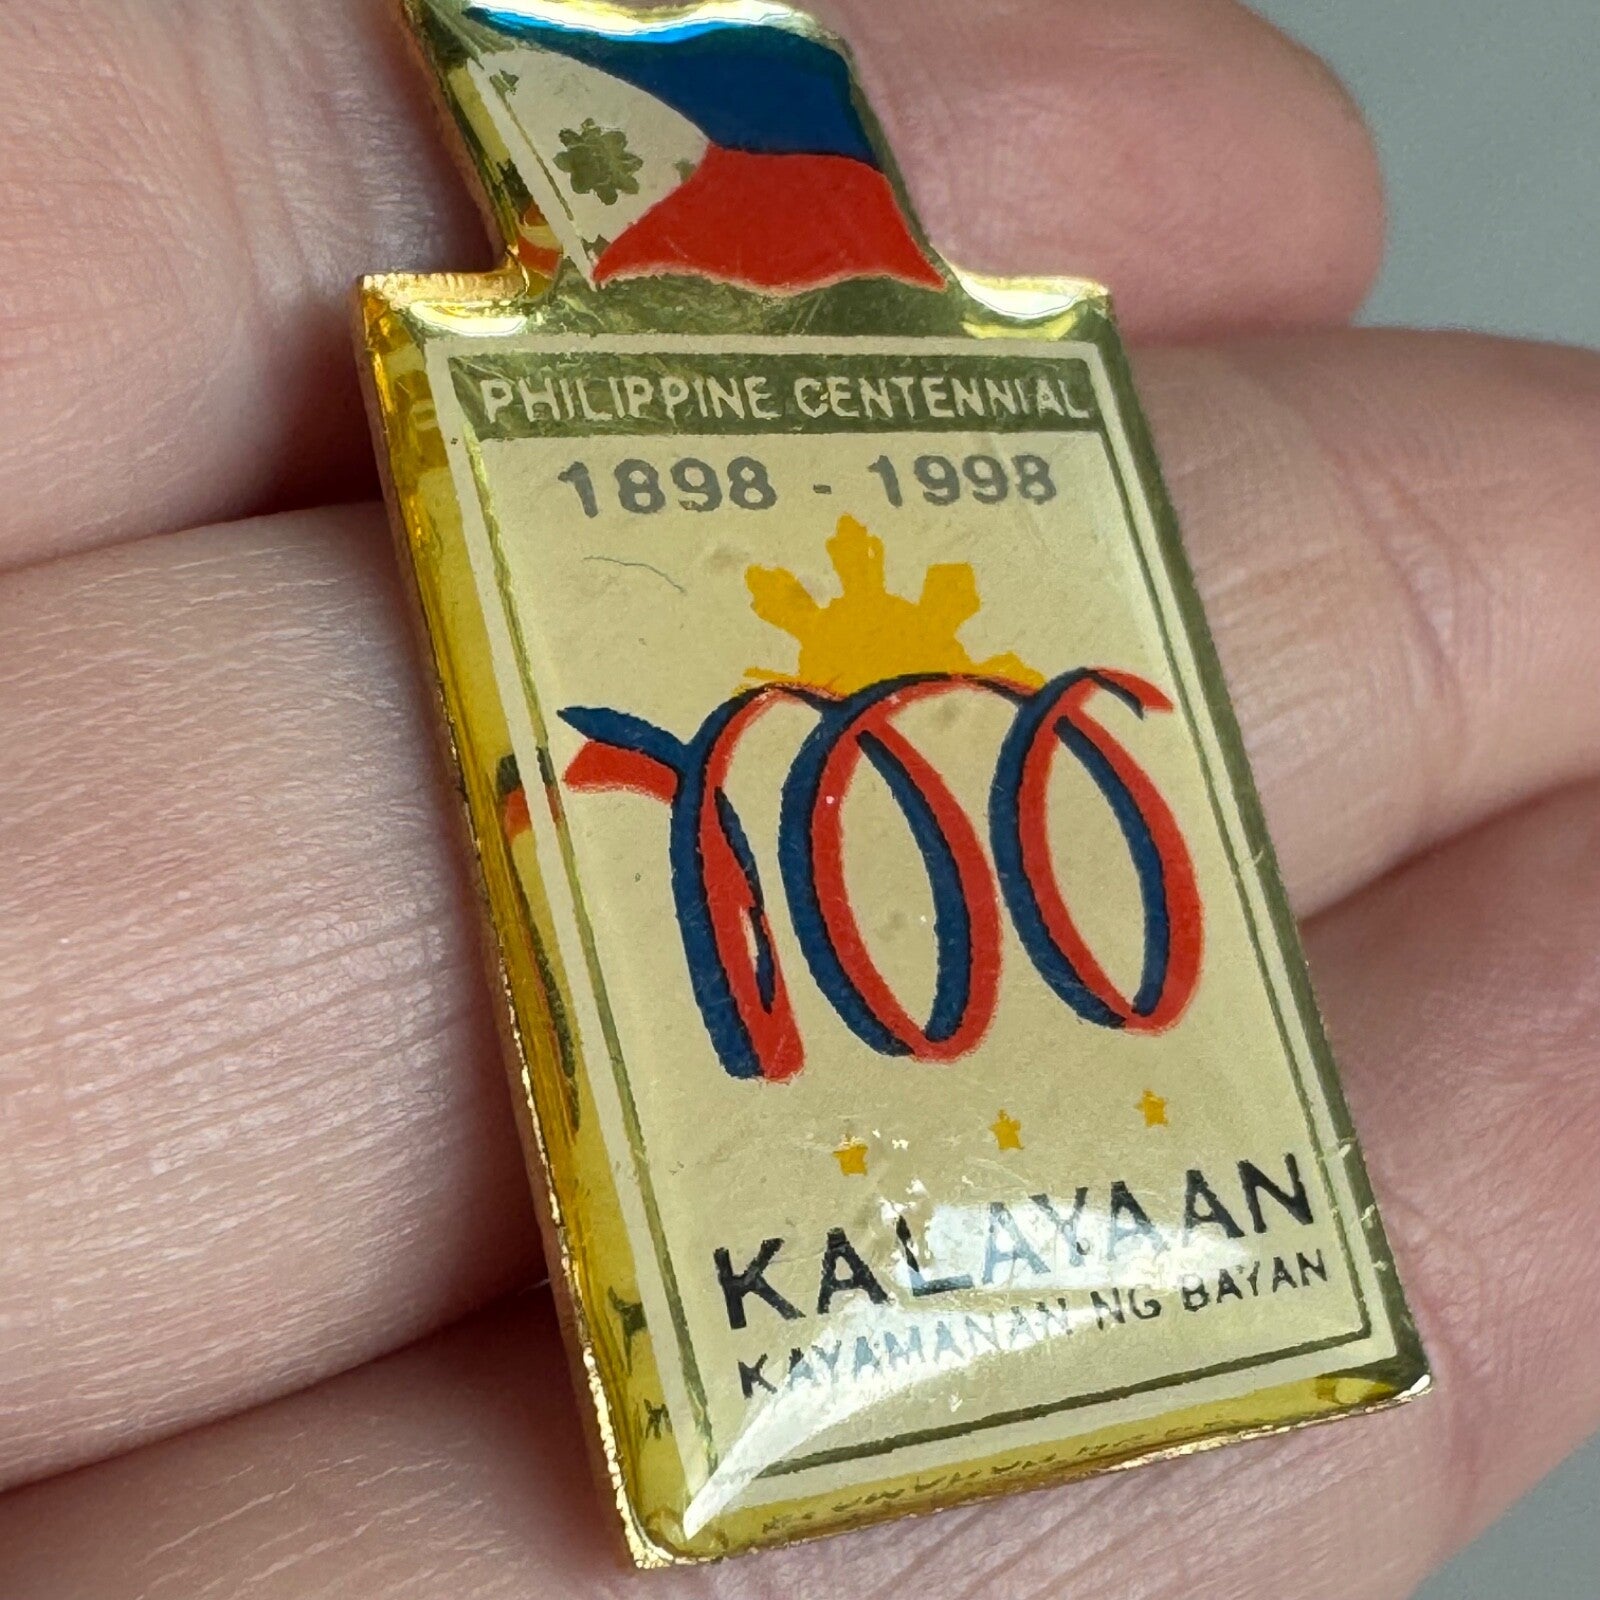 PHILIPPINE CENTENNIAL
1898 - 1998
100
KALAYAAN
KAYAMANAN NG BAYAN